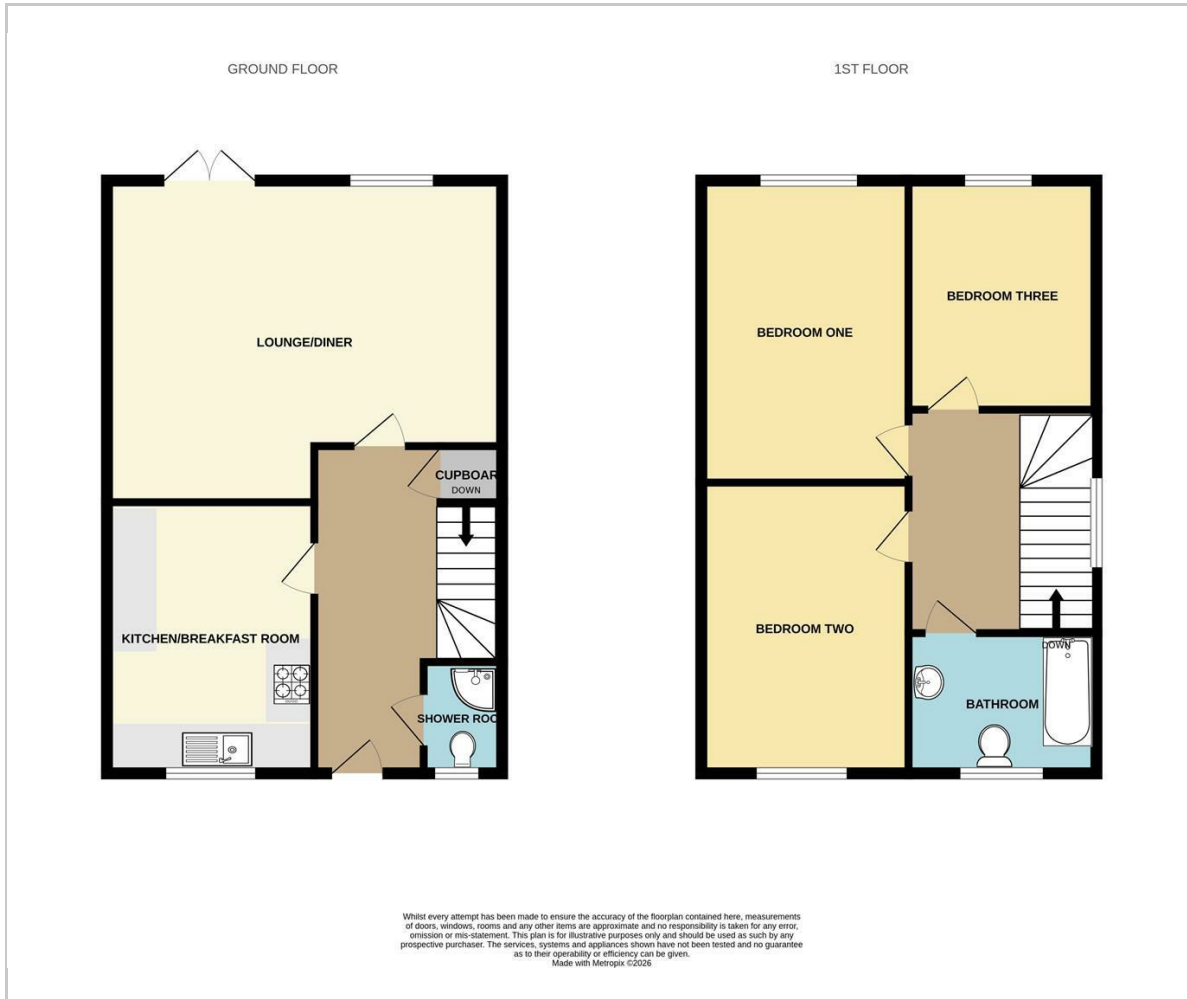 GROUND FLOOR
1ST FLOOR
LOUNGE/DINER
CUPBOAR
DOWN
KITCHEN/BREAKFAST ROOM
SHOWER ROO
BEDROOM ONE
BEDROOM THREE
BEDROOM TWO
DOWN
BATHROOM
Whilst every attempt has been made to ensure the accuracy of the floorplan contained here, measurements
of doors, windows, rooms and any other items are approximate and no responsibility is taken for any error,
omission or mis-statement. This plan is for illustrative purposes only and should be used as such by any
prospective purchaser. The services, systems and appliances shown have not been tested and no guarantee
as to their operability or efficiency can be given.
Made with Metropix ©2026